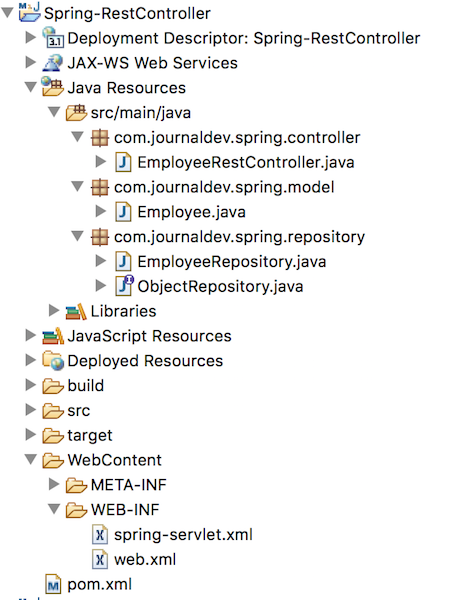 Spring-RestController
Deployment Descriptor: Spring-RestController
JAX-WS Web Services
Java Resources
src/main/java
com.journaldev.spring.controller
EmployeeRestController.java
com.journaldev.spring.model
Employee.java
com.journaldev.spring.repository
EmployeeRepository.java
ObjectRepository.java
Libraries
JavaScript Resources
Deployed Resources
build
src
target
WebContent
META-INF
WEB-INF
spring-servlet.xml
web.xml
pom.xml